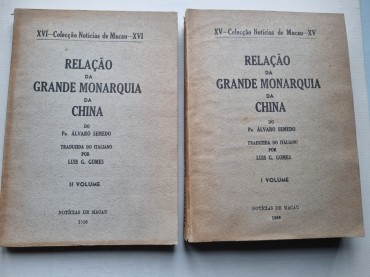 XVI—Colecção Notícias de Macau—XVI
RELAÇÃO
DA
GRANDE MONARQUIA
DA
CHINA
DO
Pe. ÁLVARO SEMEDO
TRADUZIDA DO ITALIANO
POR
LUIS G. GOMES
II VOLUME
NOTÍCIAS DE MACAU
XV—Colecção Notícias de Macau—XV
RELAÇÃO
DA
GRANDE MONARQUIA
DA
CHINA
DO
Pe. ÁLVARO SEMEDO
TRADUZIDA DO ITALIANO
POR
LUIS G. GOMES
I VOLUME
NOTÍCIAS DE MACAU